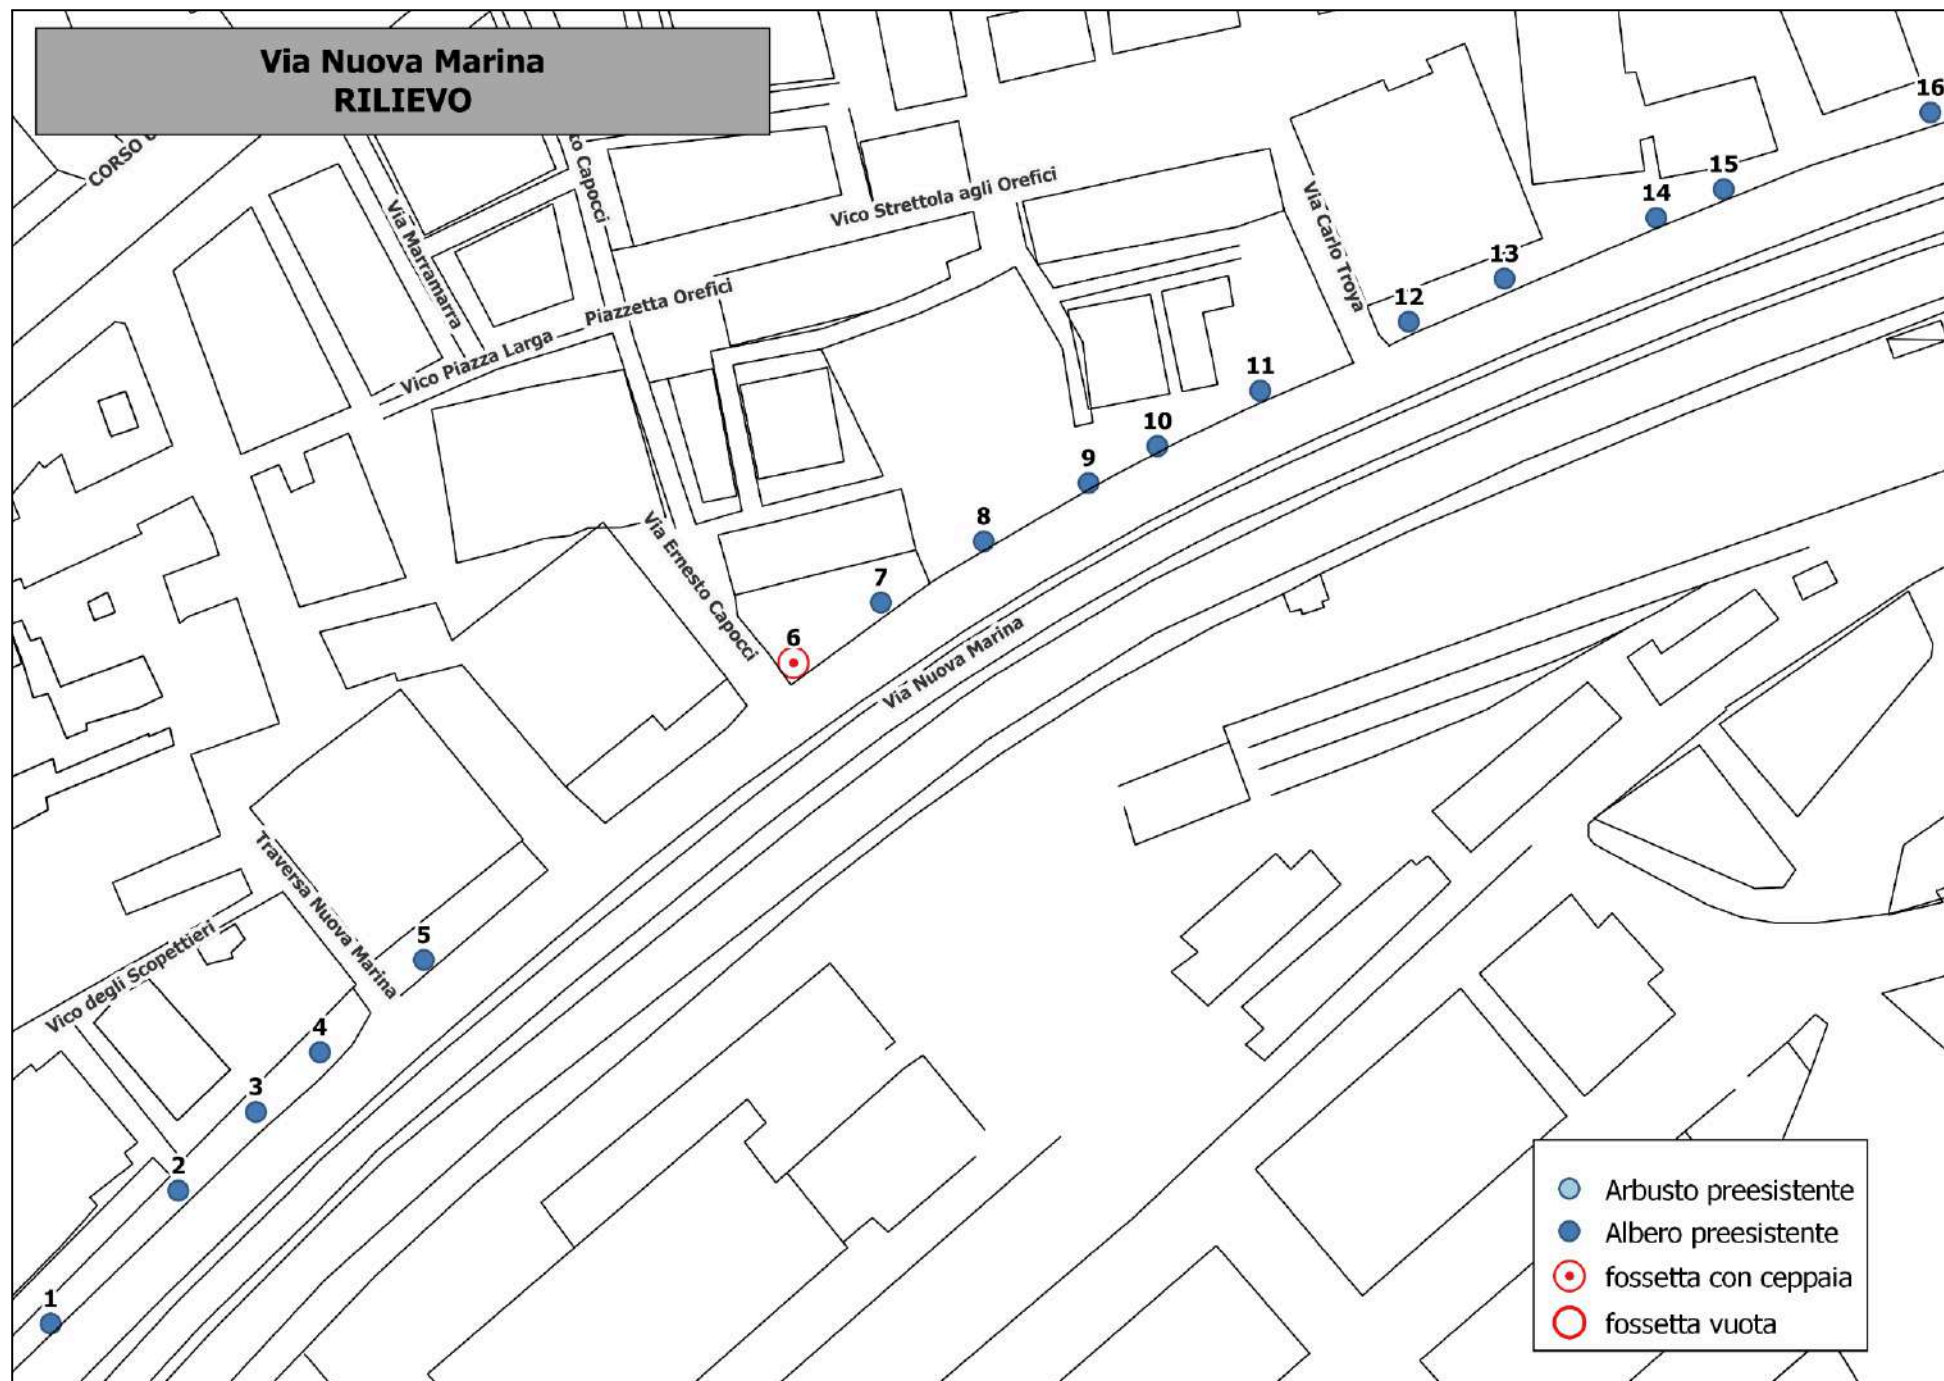 Via Nuova Marina
RILIEVO
16
CORSO
to Capocci
15
Via Marramarra
Vico Strettola agli Orefici
Via Carlo Troya
14
13
Piazzetta Orefici
12
Vico Piazza Larga
11
10
9
8
Via Ernesto Capocci
7
6
Via Nuova Marina
Traversa Nuova Marina
5
Vico degli Scopettieri
4
3
2
1
Arbusto preesistente
Albero preesistente
fossetta con ceppaia
fossetta vuota